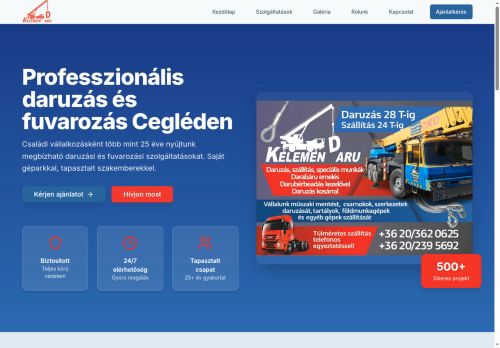 KELEMEN DARU
Kezdőlap
Szolgáltatások
Galéria
Rólunk
Kapcsolat
Ajánlatkérés
Professzionális
daruzás és
fuvarozás Cegléden
Családi vállalkozásként több mint 25 éve nyújtunk
megbízható daruzási és fuvarozási szolgáltatásokat. Saját
gépparkkal, tapasztalt szakemberekkel.
Kérjen ajánlatot →
Hívjon most
Biztosított
Teljes körű
védelem
24/7
elérhetőség
Gyors reagálás
Tapasztalt
csapat
25+ év gyakorlat
Daruzás 28 T-ig
Szállítás 24 T-ig
KELEMEN DARU
Daruzás, szállítás, speciális munkák
Darabáru emelés
Darubérbeadás kezelővel
Daruzás kosárral
Vállalunk műszaki mentést, csarnokok, szerkezetek
daruzását, tartályok, földmunkagépek
és egyéb gépek szállítását
Túlméretes szállítás
telefonos
egyeztetéssel!
+36 20/362 0625
+36 20/239 5692
500+
Sikeres projekt